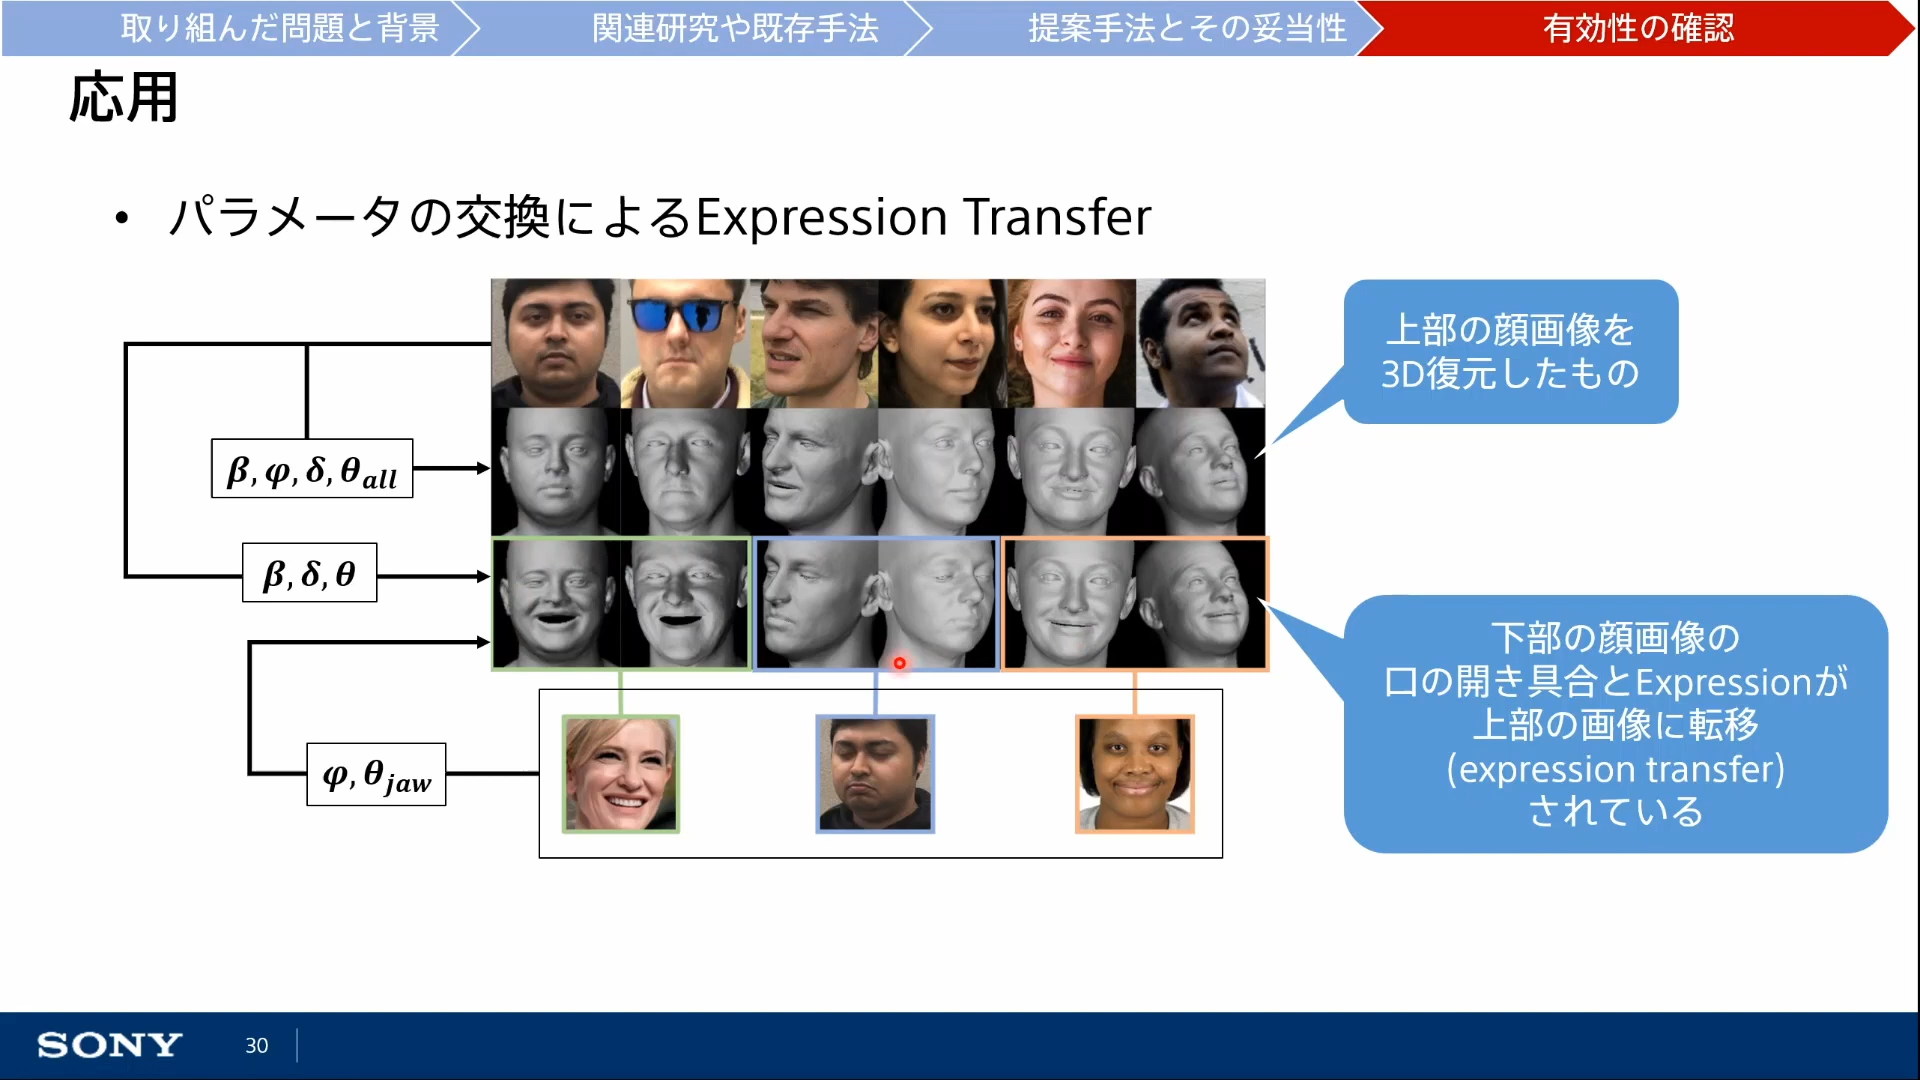 取り組んだ問題と背景
関連研究や既存手法
提案手法とその妥当性
有効性の確認
応用
• パラメータの交換によるExpression Transfer
上部の顔画像を
3D復元したもの
β, φ, δ, θall
β, δ, θ
φ, θjaw
下部の顔画像の
口の開き具合とExpressionが
上部の画像に転移
(expression transfer)
されている
SONY
30